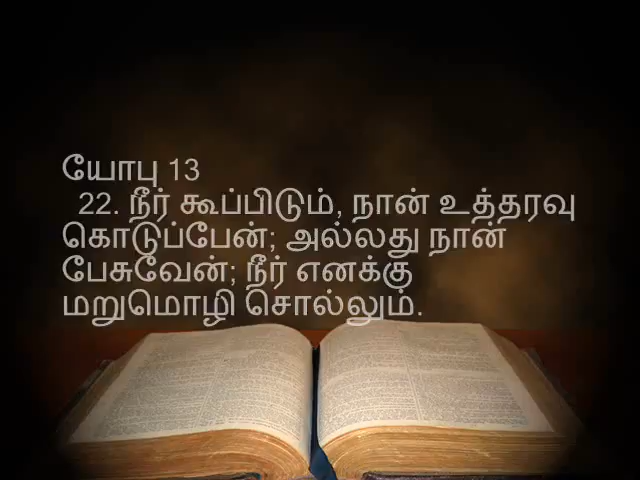 யோபு 13
22. நீர் கூப்பிடும், நான் உத்தரவு
கொடுப்பேன்; அல்லது நான்
பேசுவேன்; நீர் எனக்கு
மறுமொழி சொல்லும்.